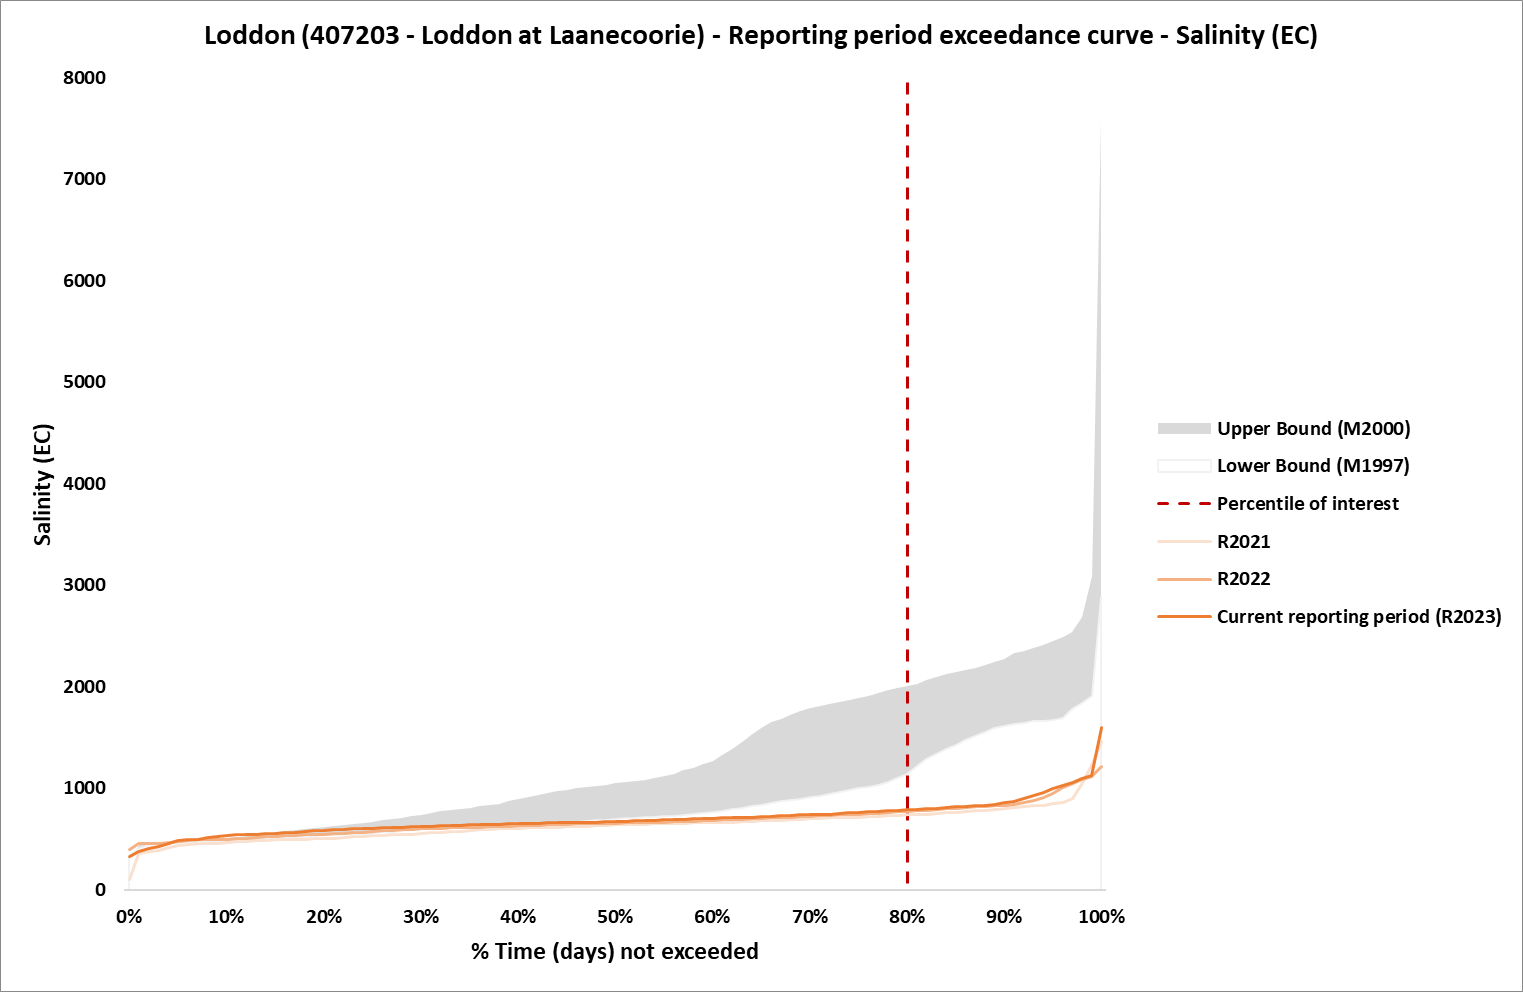 Loddon (407203 - Loddon at Laanecoorie) - Reporting period exceedance curve - Salinity (EC)
8000
7000
6000
5000
4000
3000
2000
1000
0
Salinity (EC)
0% 10% 20% 30% 40% 50% 60% 70% 80% 90% 100%
% Time (days) not exceeded
Upper Bound (M2000)
Lower Bound (M1997)
Percentile of interest
R2021
R2022
Current reporting period (R2023)